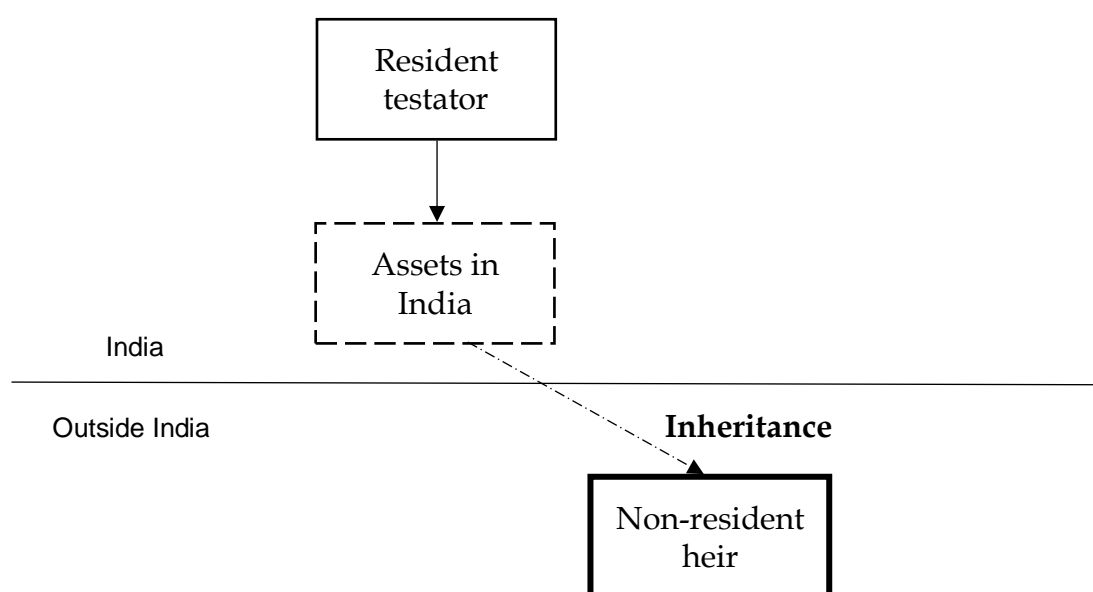 Resident
testator
Assets in
India
India
Outside India
Inheritance
Non-resident
heir